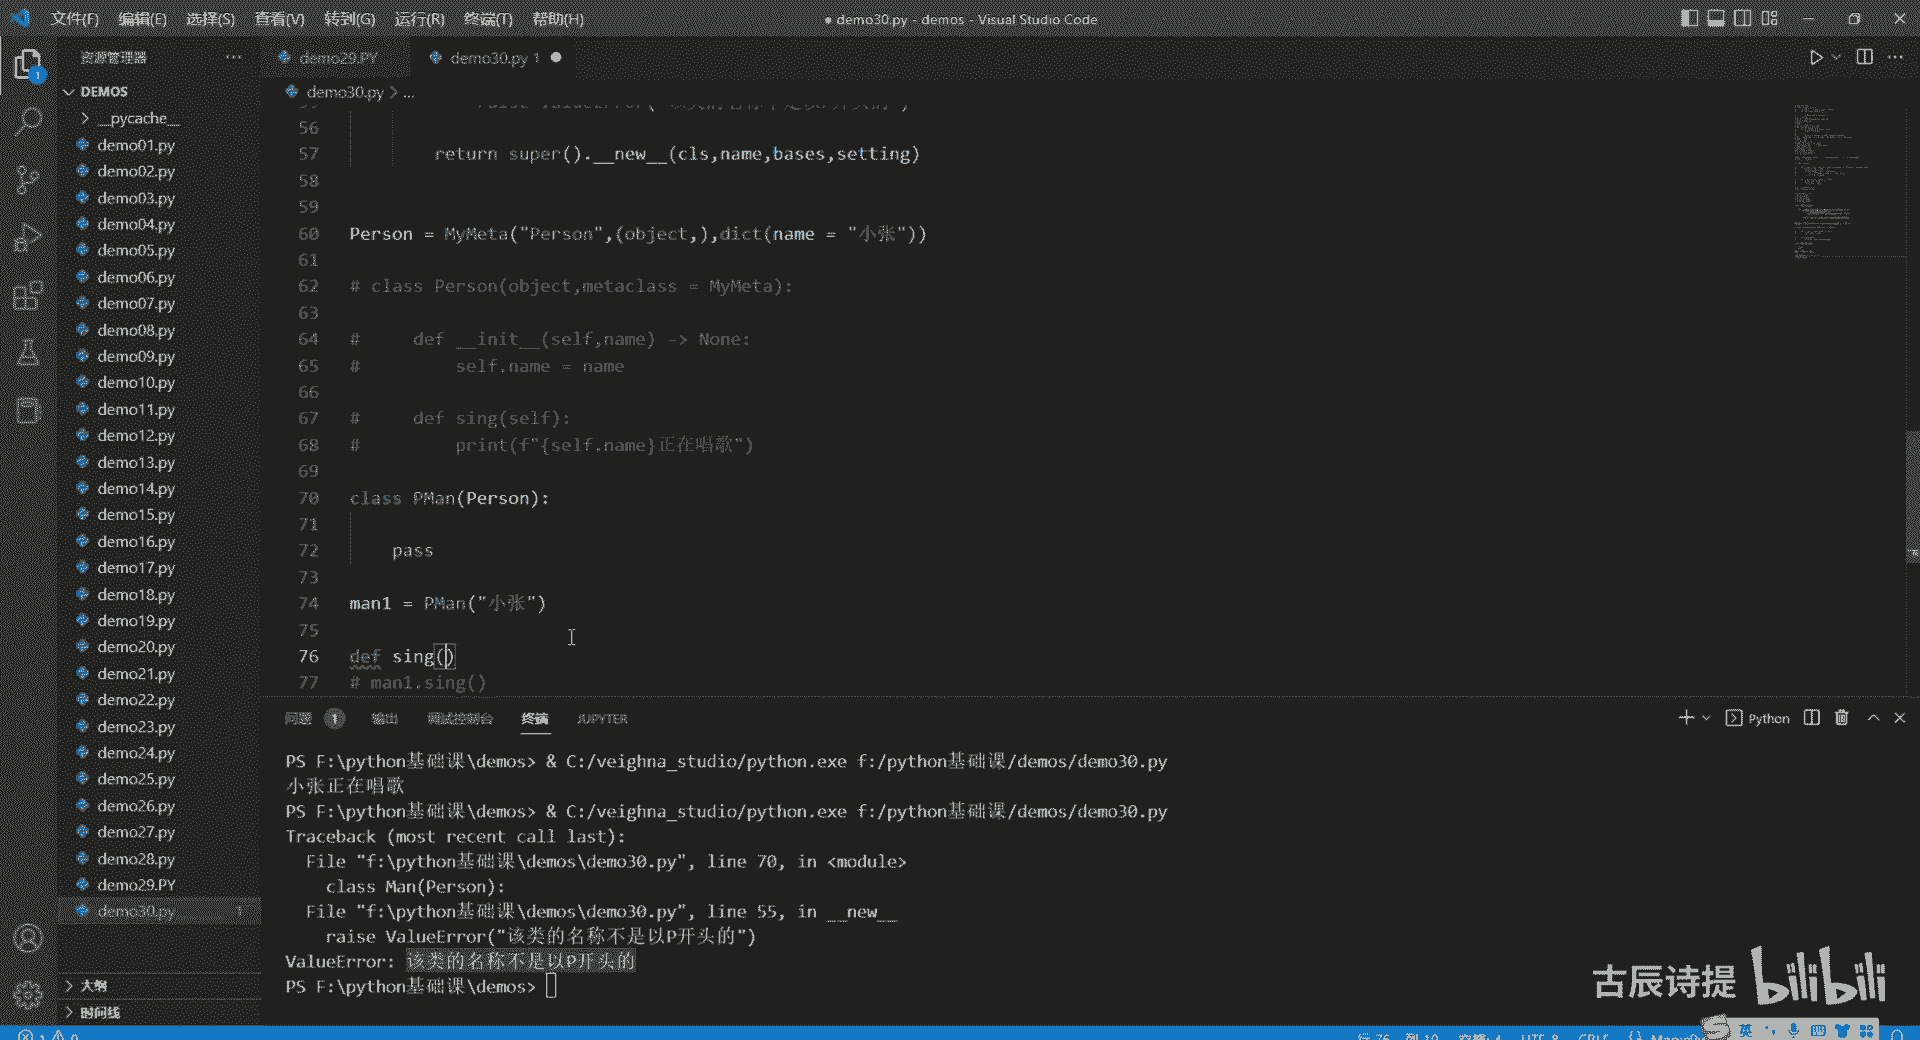 文件(F) 编辑(E) 选择(S) 查看(V) 转到(G) 运行(R) 终端(T) 帮助(H)
● demo30.py - demos - Visual Studio Code
资源管理器
demo29.PY
demo30.py 1
DEMOS
demo30.py > ...
__pycache__
demo01.py
demo02.py
demo03.py
demo04.py
demo05.py
demo06.py
demo07.py
demo08.py
demo09.py
demo10.py
demo11.py
demo12.py
demo13.py
demo14.py
demo15.py
demo16.py
demo17.py
demo18.py
demo19.py
demo20.py
demo21.py
demo22.py
demo23.py
demo24.py
demo25.py
demo26.py
demo27.py
demo28.py
demo29.PY
demo30.py 1
大纲
时间线
56
57 return super().__new__(cls,name,bases,setting)
58
59
60 Person = MyMeta("Person",(object,),dict(name = "小张"))
61
62 # class Person(object,metaclass = MyMeta):
63
64 # def __init__(self,name) -> None:
65 # self.name = name
66
67 # def sing(self):
68 # print(f"{self.name}正在唱歌")
69
70 class PMan(Person):
71
72 pass
73
74 man1 = PMan("小张")
75
76 def sing()
77 # man1.sing()
问题 1 输出 调试控制台 终端 JUPYTER
Python
PS F:\python基础课\demos> & C:/veighna_studio/python.exe f:/python基础课/demos/demo30.py
小张正在唱歌
PS F:\python基础课\demos> & C:/veighna_studio/python.exe f:/python基础课/demos/demo30.py
Traceback (most recent call last):
File "f:\python基础课\demos\demo30.py", line 70, in <module>
class Man(Person):
File "f:\python基础课\demos\demo30.py", line 55, in __new__
raise ValueError("该类的名称不是以P开头的")
ValueError: 该类的名称不是以P开头的
PS F:\python基础课\demos>
古辰诗提 bilibili
英